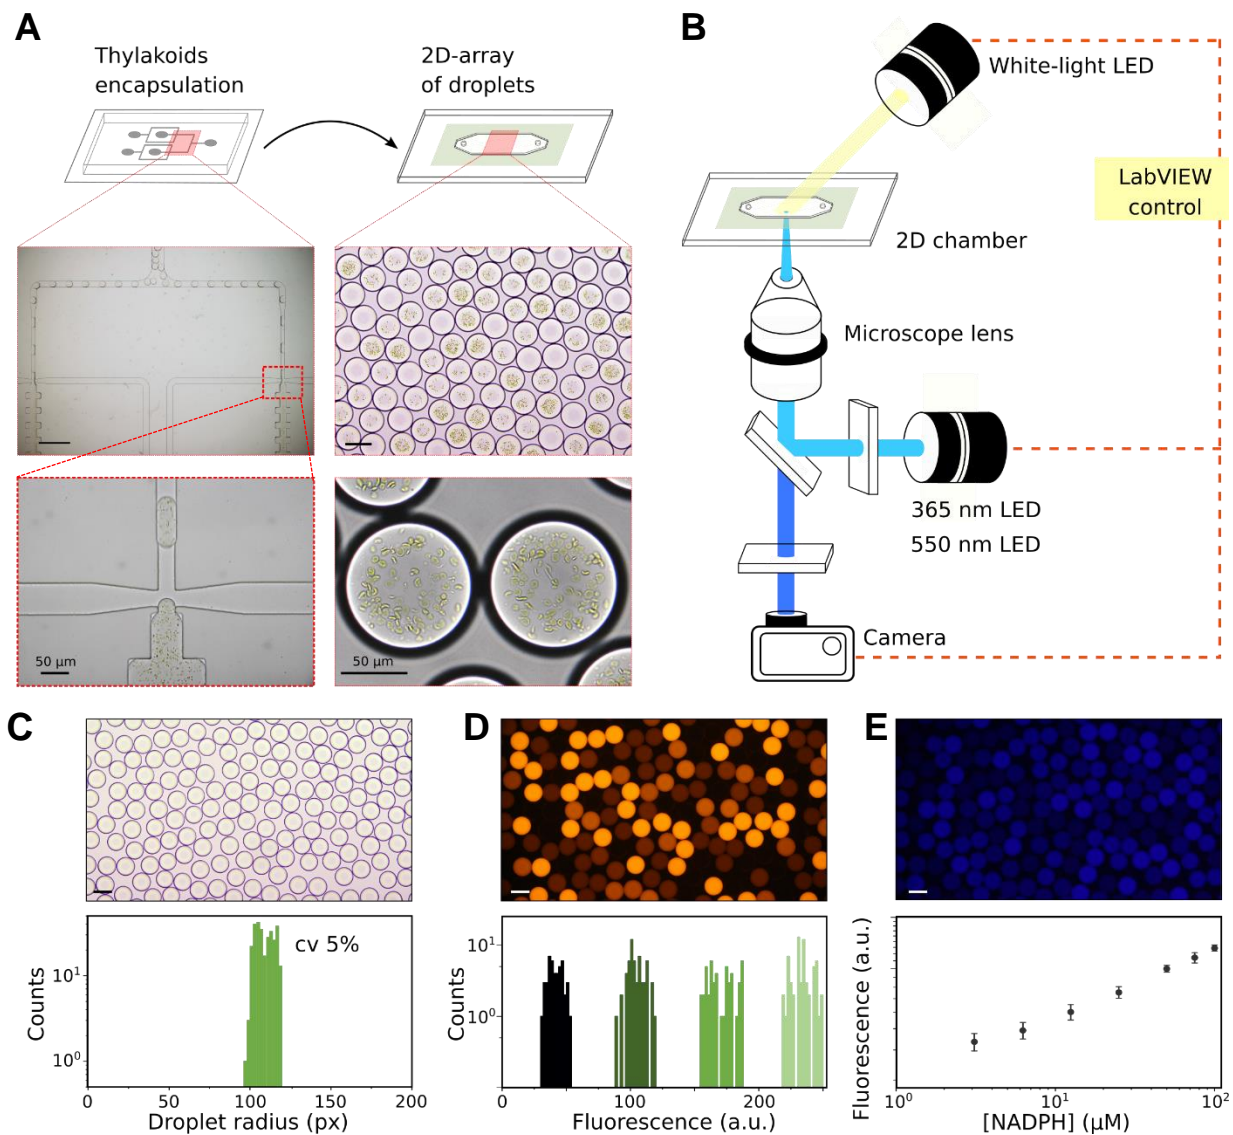 A
Thylakoids
encapsulation
2D-array
of droplets
50 μm
50 μm
B
White-light LED
LabVIEW
control
2D chamber
Microscope lens
365 nm LED
550 nm LED
Camera
C
cv 5%
Counts
10¹
10⁰
0
50
100
150
200
Droplet radius (px)
D
Counts
10¹
10⁰
0
100
200
Fluorescence (a.u.)
E
Fluorescence (a.u.)
10⁰
10¹
10²
[NADPH] (μM)